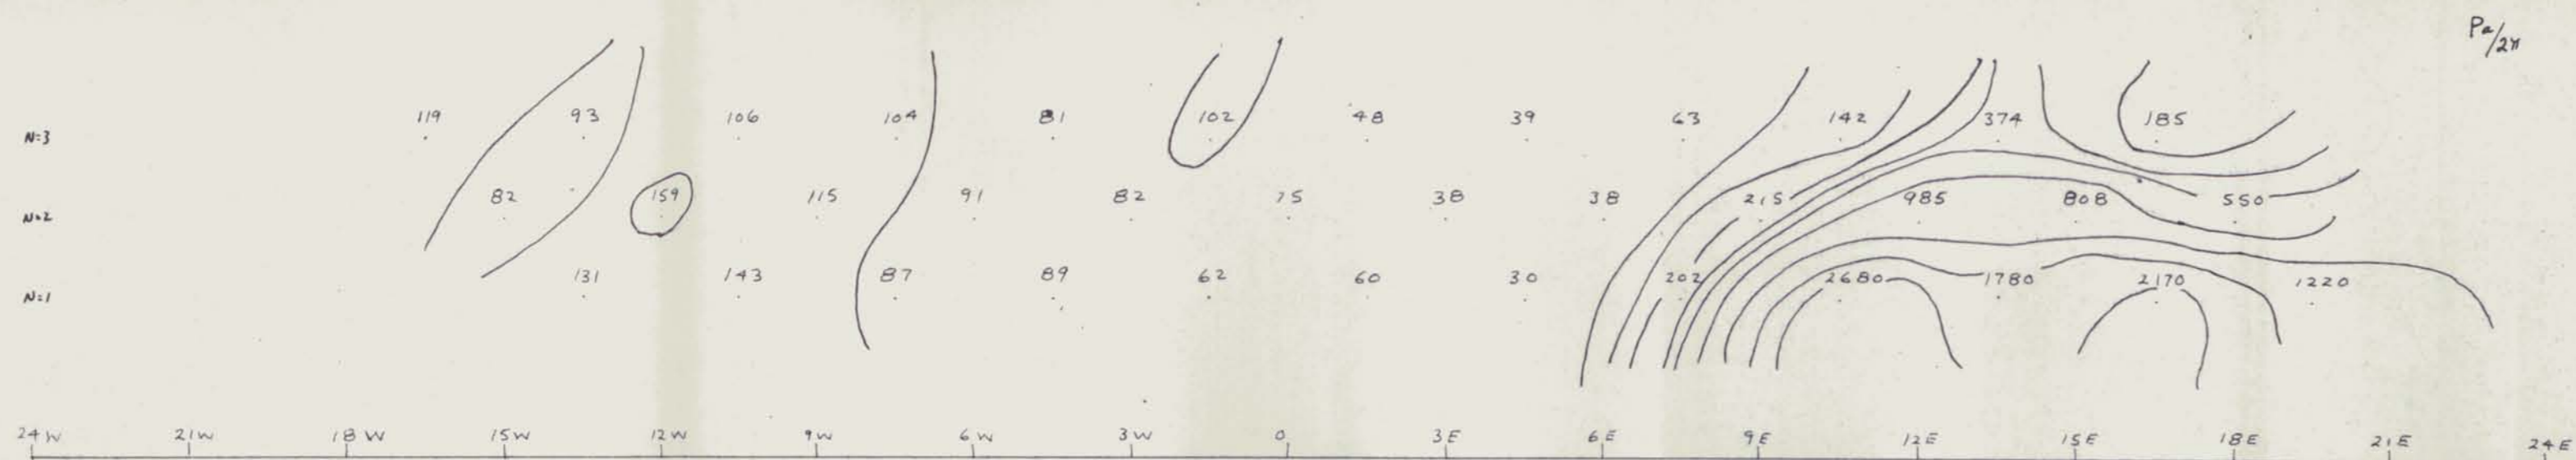 Pa/2π
N=3 119 93 106 104 81 102 48 39 63 142 374 185
N=2 82 159 115 91 82 75 38 38 215 985 808 550
N=1 131 143 87 89 62 60 30 202 2680 1780 2170 1220
24W 21W 18W 15W 12W 9W 6W 3W 0 3E 6E 9E 12E 15E 18E 21E 24E